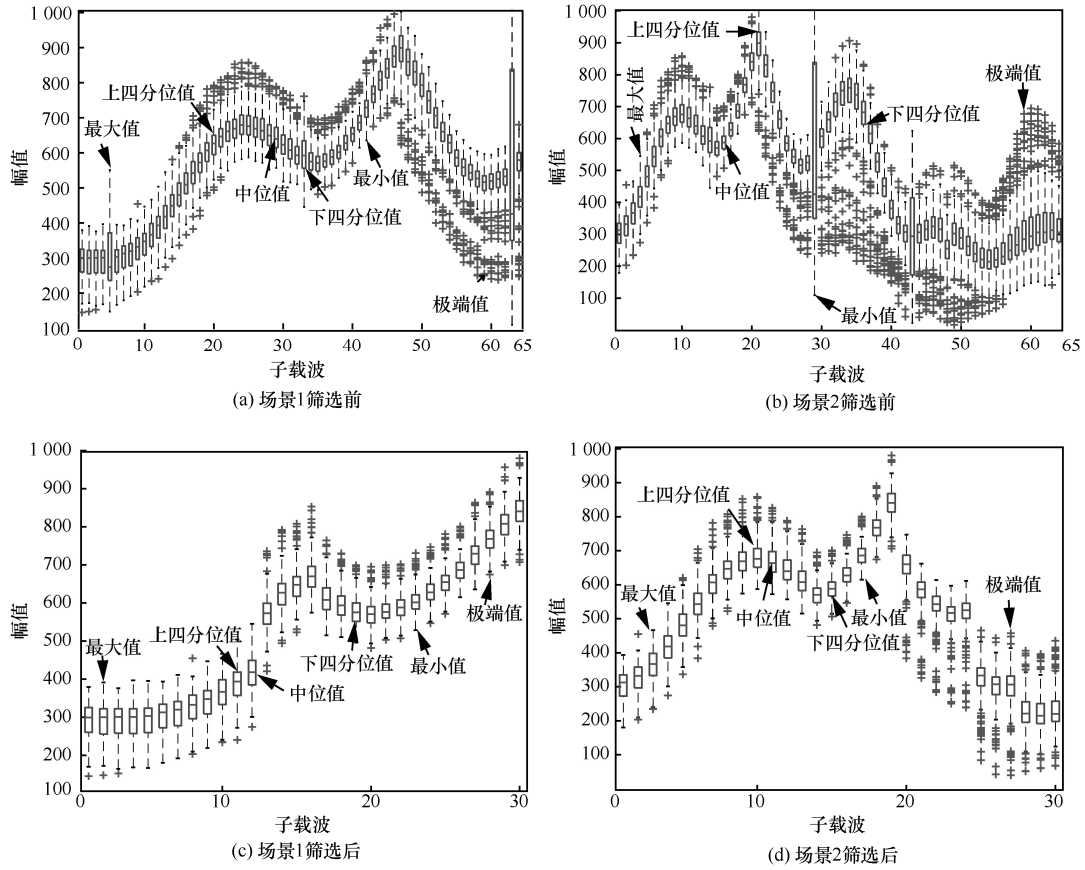 1 000
900
800
700
600
500
400
300
200
100
幅值
上四分位值
最大值
中位值
下四分位值
最小值
极端值
0
10
20
30
40
50
60
65
子载波
(a) 场景1筛选前
1 000
900
800
700
600
500
400
300
200
100
幅值
上四分位值
最大值
极端值
下四分位值
中位值
最小值
0
10
20
30
40
50
60
65
子载波
(b) 场景2筛选前
1 000
900
800
700
600
500
400
300
200
100
幅值
最大值
上四分位值
中位值
下四分位值
最小值
极端值
0
10
20
30
子载波
(c) 场景1筛选后
1 000
900
800
700
600
500
400
300
200
100
幅值
上四分位值
最大值
中位值
下四分位值
最小值
极端值
0
10
20
30
子载波
(d) 场景2筛选后